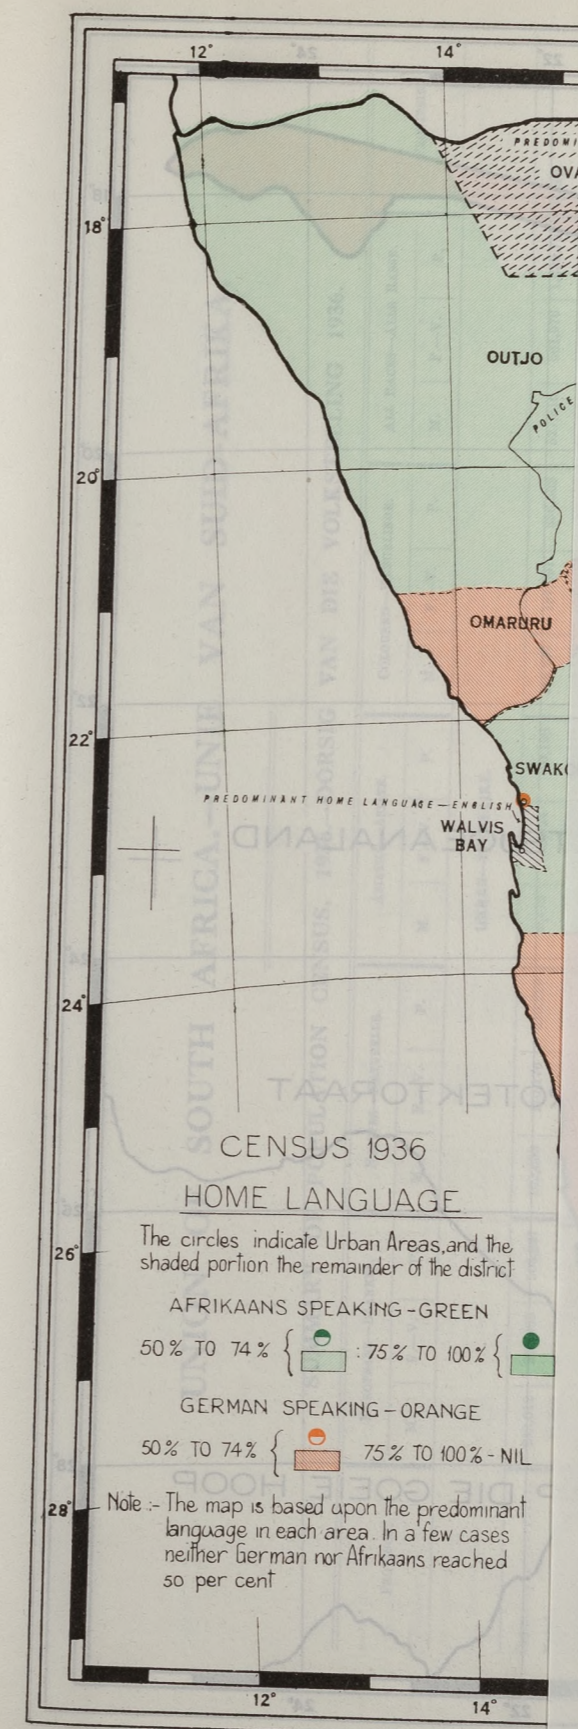 12° 14°
PREDOMI
OVA
18°
OUTJO
POLICE
20°
OMARURU
22°
SWAKO
PREDOMINANT HOME LANGUAGE—ENGLISH
WALVIS
BAY
24°
CENSUS 1936
HOME LANGUAGE
The circles indicate Urban Areas, and the
shaded portion the remainder of the district
26°
AFRIKAANS SPEAKING-GREEN
50% TO 74% { : 75% TO 100% {
GERMAN SPEAKING-ORANGE
50% TO 74% { 75% TO 100% - NIL
28°
Note :- The map is based upon the predominant
language in each area. In a few cases
neither German nor Afrikaans reached
50 per cent
12° 14°